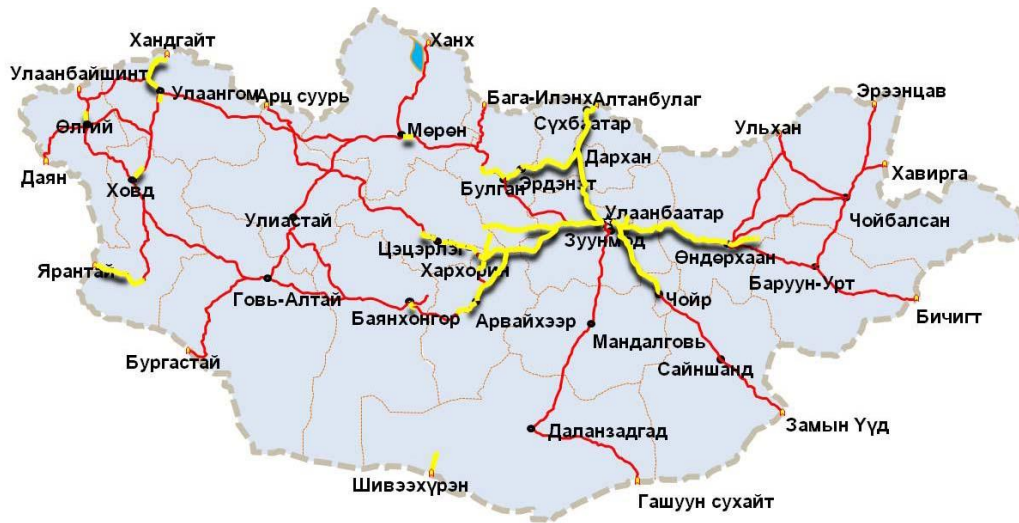 Хандгайт
Ханх
Улаанбайшинт
Улаангом
Арц суурь
Бага-Илэнх
Алтанбулаг
Эрээнцав
Өлгий
Мөрөн
Сүхбаатар
Ульхан
Даян
Ховд
Дархан
Хавирга
Булган
Эрдэнэт
Улиастай
Улаанбаатар
Чойбалсан
Цэцэрлэг
Зуунмод
Өндөрхаан
Ярантай
Хархорин
Баруун-Урт
Говь-Алтай
Чойр
Баянхонгор
Арвайхээр
Бичигт
Мандалговь
Бургастай
Сайншанд
Замын Үүд
Даланзадгад
Шивээхүрэн
Гашуун сухайт